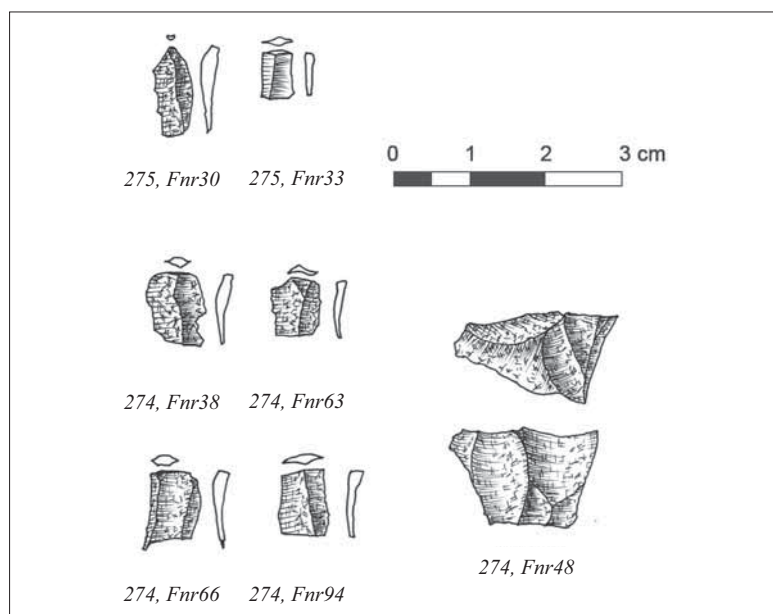 275, Fnr30
275, Fnr33
0 1 2 3 cm
274, Fnr38
274, Fnr63
274, Fnr66
274, Fnr94
274, Fnr48